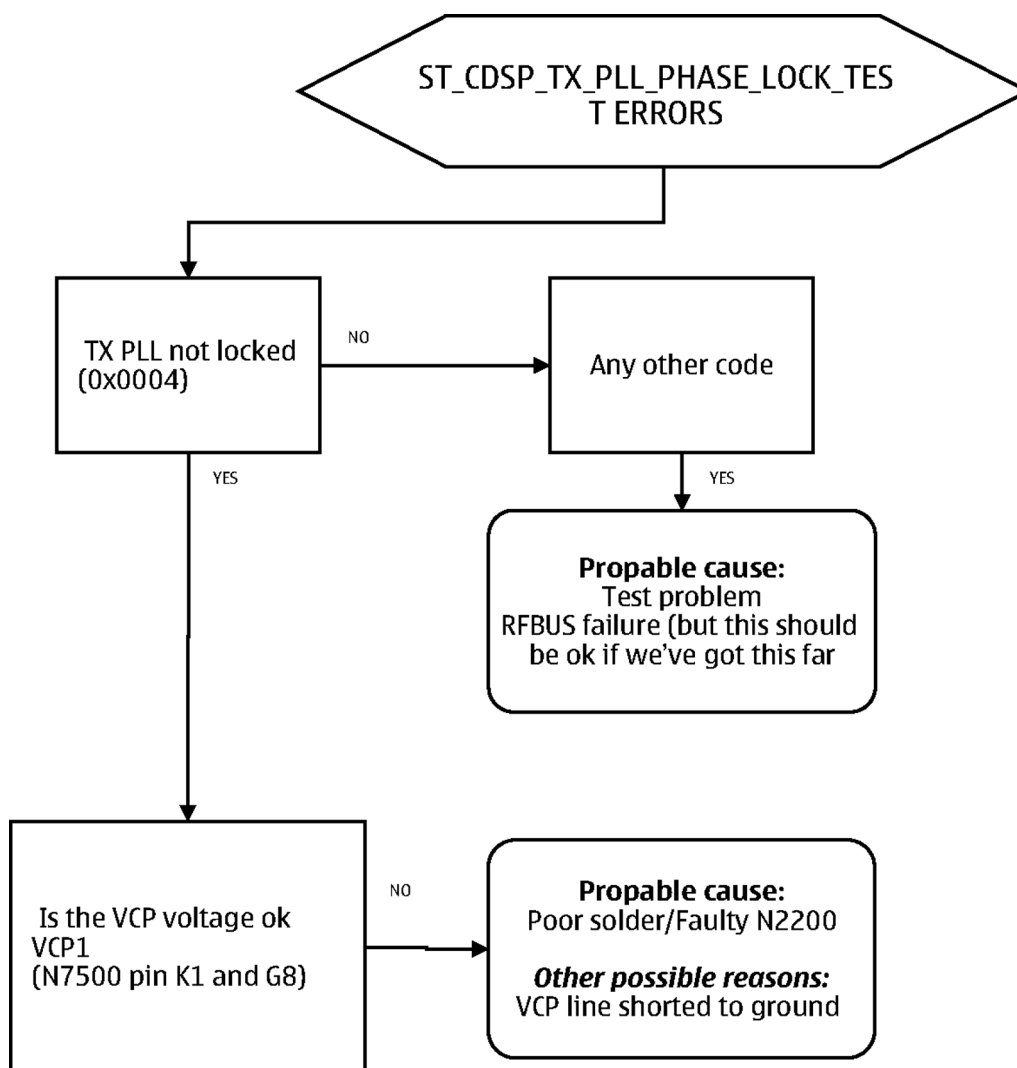 ST_CDSP_TX_PLL_PHASE_LOCK_TES
T ERRORS
TX PLL not locked
(0x0004)
NO
Any other code
YES
YES
Propable cause:
Test problem
RFBUS failure (but this should
be ok if we've got this far
Is the VCP voltage ok
VCP1
(N7500 pin K1 and G8)
NO
Propable cause:
Poor solder/Faulty N2200
Other possible reasons:
VCP line shorted to ground